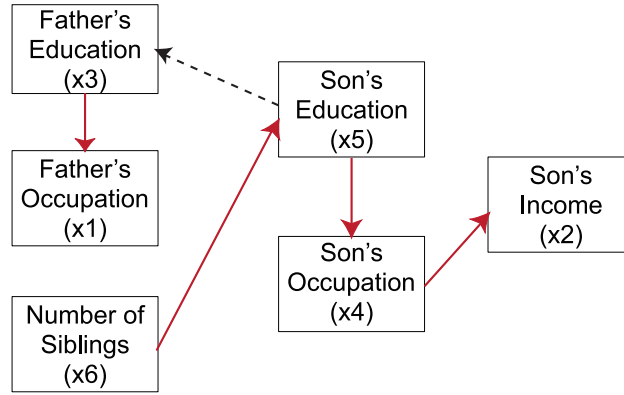 Father's
Education
(x3)
Son's
Education
(x5)
Father's
Occupation
(x1)
Son's
Income
(x2)
Son's
Occupation
(x4)
Number of
Siblings
(x6)